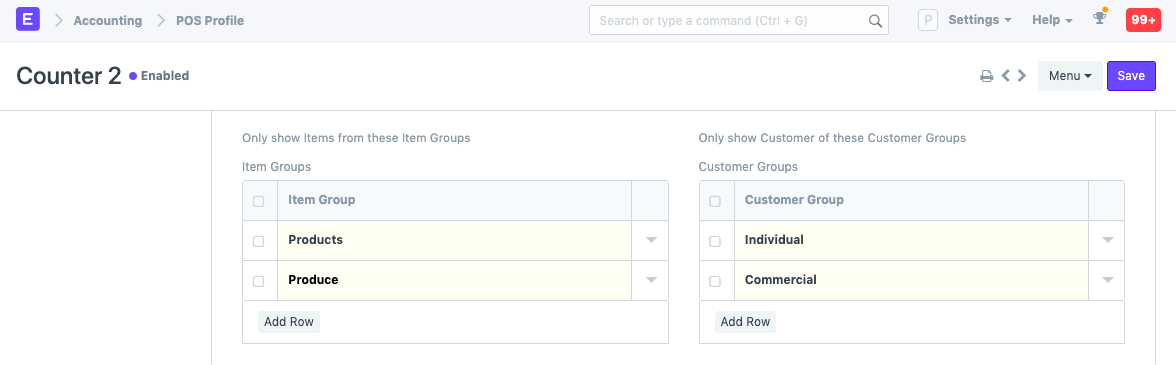 E Accounting POS Profile Search or type a command (Ctrl + G) P Settings Help 99+
Counter 2 Enabled Menu Save
Only show Items from these Item Groups
Item Groups
Item Group
Products
Produce
Add Row
Only show Customer of these Customer Groups
Customer Groups
Customer Group
Individual
Commercial
Add Row